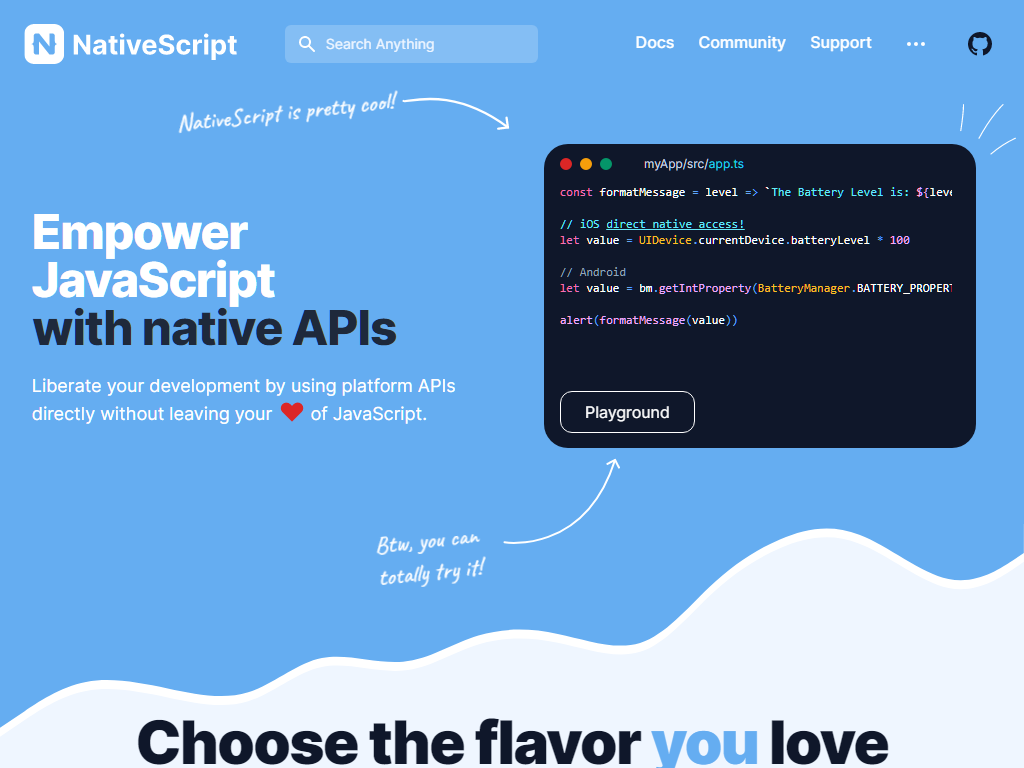 NativeScript
Search Anything
Docs
Community
Support
NativeScript is pretty cool!
myApp/src/app.ts
const formatMessage = level => `The Battery Level is: ${leve
// iOS direct native access!
let value = UIDevice.currentDevice.batteryLevel * 100
// Android
let value = bm.getIntProperty(BatteryManager.BATTERY_PROPERT
alert(formatMessage(value))
Playground
Empower
JavaScript
with native APIs
Liberate your development by using platform APIs
directly without leaving your ❤ of JavaScript.
Btw, you can
totally try it!
Choose the flavor you love